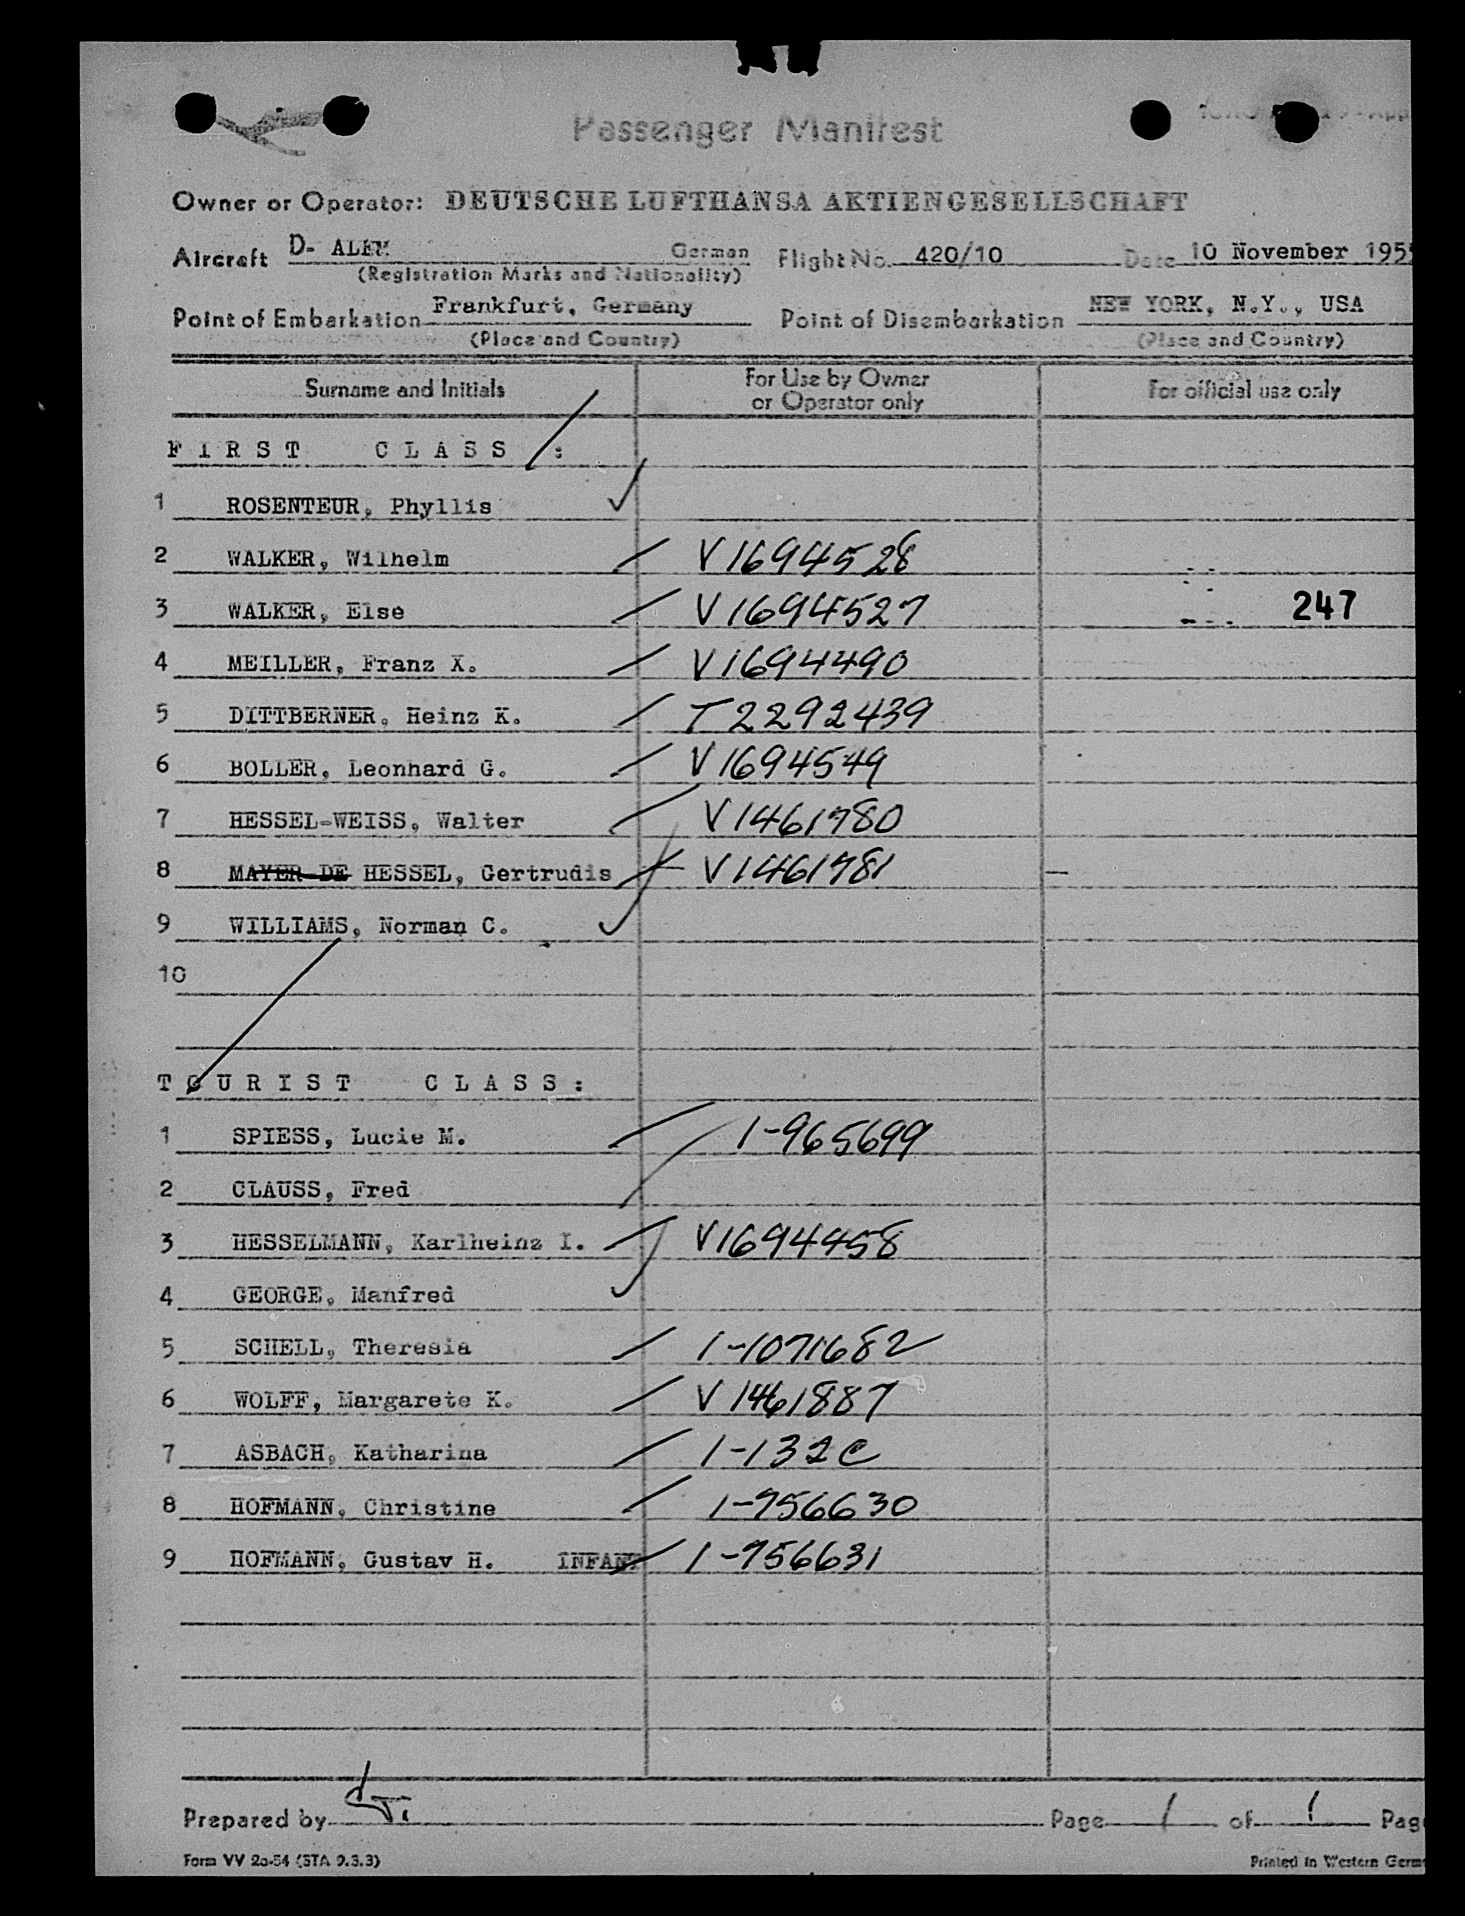 Passenger Manifest
Owner or Operator: DEUTSCHE LUFTHANSA AKTIENGESELLSCHAFT
Aircraft D- ALEM German Flight No. 420/10 Date 10 November 195
(Registration Marks and Nationality)
Point of Embarkation Frankfurt, Germany Point of Disembarkation NEW YORK, N.Y., USA
(Place and Country) (Place and Country)
Surname and Initials For Use by Owner or Operator only For official use only
FIRST CLASS :
1 ROSENTEUR, Phyllis
2 WALKER, Wilhelm V1694528
3 WALKER, Else V1694527 247
4 MEILLER, Franz X. V1694490
5 DITTBERNER, Heinz K. T2292439
6 BOLLER, Leonhard G. V1694549
7 HESSEL-WEISS, Walter V1461780
8 MAYER DE HESSEL, Gertrudis V1461781
9 WILLIAMS, Norman C.
10
TOURIST CLASS:
1 SPIESS, Lucie M. 1-965699
2 CLAUSS, Fred
3 HESSELMANN, Karlheinz I. V1694458
4 GEORGE, Manfred
5 SCHELL, Theresia 1-1071682
6 WOLFF, Margarete K. V1461887
7 ASBACH, Katharina 1-132C
8 HOFMANN, Christine 1-756630
9 HOFMANN, Gustav H. INFANT 1-756631
Prepared by Page 1 of 1 Pag
Form VV 2a-54 (STA 9.3.3) Printed in Western Germ